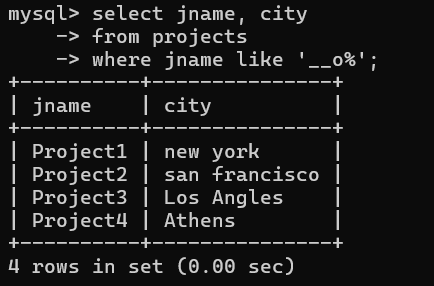 mysql> select jname, city
    -> from projects
    -> where jname like '__o%';
+----------+---------------+
| jname    | city          |
+----------+---------------+
| Project1 | new york      |
| Project2 | san francisco |
| Project3 | Los Angles    |
| Project4 | Athens        |
+----------+---------------+
4 rows in set (0.00 sec)